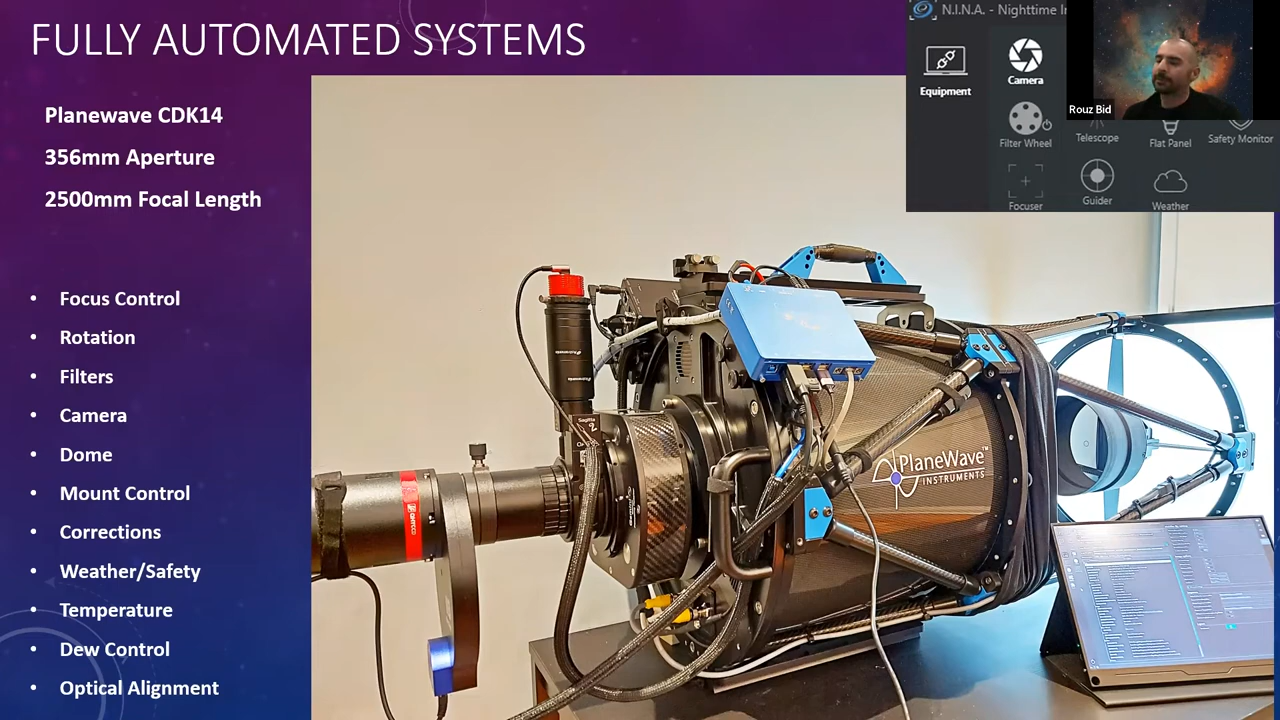 FULLY AUTOMATED SYSTEMS
Planewave CDK14
356mm Aperture
2500mm Focal Length
• Focus Control
• Rotation
• Filters
• Camera
• Dome
• Mount Control
• Corrections
• Weather/Safety
• Temperature
• Dew Control
• Optical Alignment
N.I.N.A. - Nighttime
Equipment
Camera
Rouz Bid
Filter Wheel
Telescope
Flat Panel
Safety Monitor
Focuser
Guider
Weather
PlaneWave™
INSTRUMENTS
QHYCCD